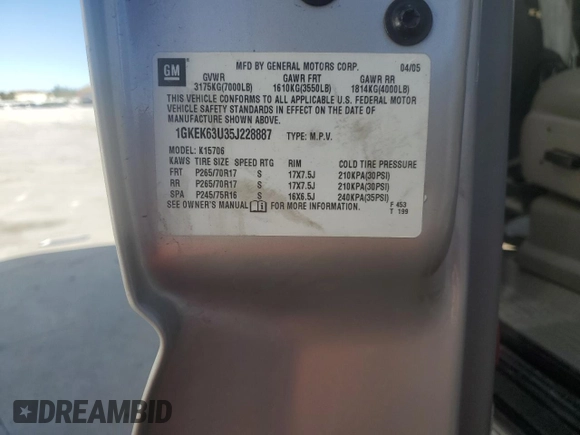 GM
MFD BY GENERAL MOTORS CORP. 04/05
GVWR GAWR FRT GAWR RR
3175KG(7000LB) 1610KG(3550LB) 1814KG(4000LB)
THIS VEHICLE CONFORMS TO ALL APPLICABLE U.S. FEDERAL MOTOR
VEHICLE SAFETY STANDARDS IN EFFECT ON THE DATE OF
MANUFACTURE SHOWN ABOVE.
1GKEK63U35J228887 TYPE: M.P.V.
MODEL: K15706
KAWS TIRE SIZE SPEED RTG RIM COLD TIRE PRESSURE
FRT P265/70R17 S 17X7.5J 210KPA(30PSI)
RR P265/70R17 S 17X7.5J 210KPA(30PSI)
SPA P245/75R16 S 16X6.5J 240KPA(35PSI)
SEE OWNER'S MANUAL FOR MORE INFORMATION. F 453
T 199
DREAMBID